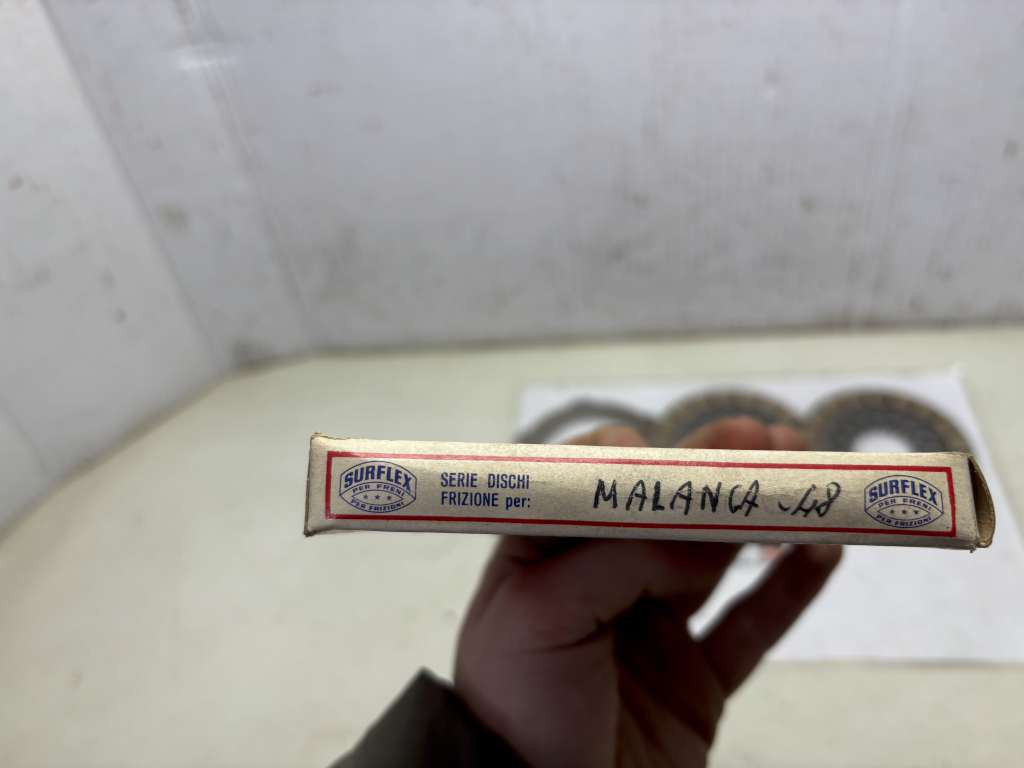 SURFLEX
PER FRENI
PER FRIZIONI
SERIE DISCHI
FRIZIONE per:
MALANCA - 48
SURFLEX
PER FRENI
PER FRIZIONI